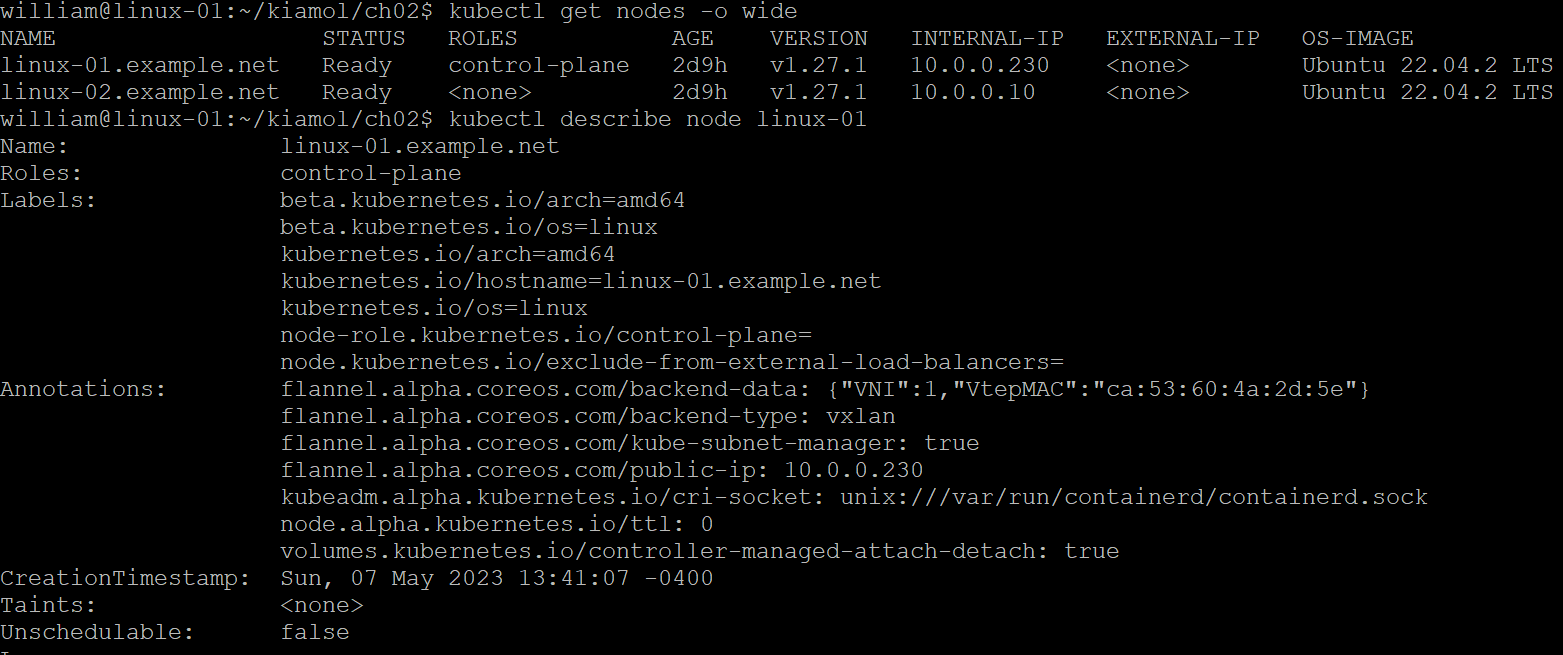 william@linux-01:~/kiamol/ch02$ kubectl get nodes -o wide
NAME                   STATUS   ROLES           AGE    VERSION   INTERNAL-IP   EXTERNAL-IP   OS-IMAGE
linux-01.example.net   Ready    control-plane   2d9h   v1.27.1   10.0.0.230    <none>        Ubuntu 22.04.2 LTS
linux-02.example.net   Ready    <none>          2d9h   v1.27.1   10.0.0.10     <none>        Ubuntu 22.04.2 LTS
william@linux-01:~/kiamol/ch02$ kubectl describe node linux-01
Name:               linux-01.example.net
Roles:              control-plane
Labels:             beta.kubernetes.io/arch=amd64
                    beta.kubernetes.io/os=linux
                    kubernetes.io/arch=amd64
                    kubernetes.io/hostname=linux-01.example.net
                    kubernetes.io/os=linux
                    node-role.kubernetes.io/control-plane=
                    node.kubernetes.io/exclude-from-external-load-balancers=
Annotations:        flannel.alpha.coreos.com/backend-data: {"VNI":1,"VtepMAC":"ca:53:60:4a:2d:5e"}
                    flannel.alpha.coreos.com/backend-type: vxlan
                    flannel.alpha.coreos.com/kube-subnet-manager: true
                    flannel.alpha.coreos.com/public-ip: 10.0.0.230
                    kubeadm.alpha.kubernetes.io/cri-socket: unix:///var/run/containerd/containerd.sock
                    node.alpha.kubernetes.io/ttl: 0
                    volumes.kubernetes.io/controller-managed-attach-detach: true
CreationTimestamp:  Sun, 07 May 2023 13:41:07 -0400
Taints:             <none>
Unschedulable:      false